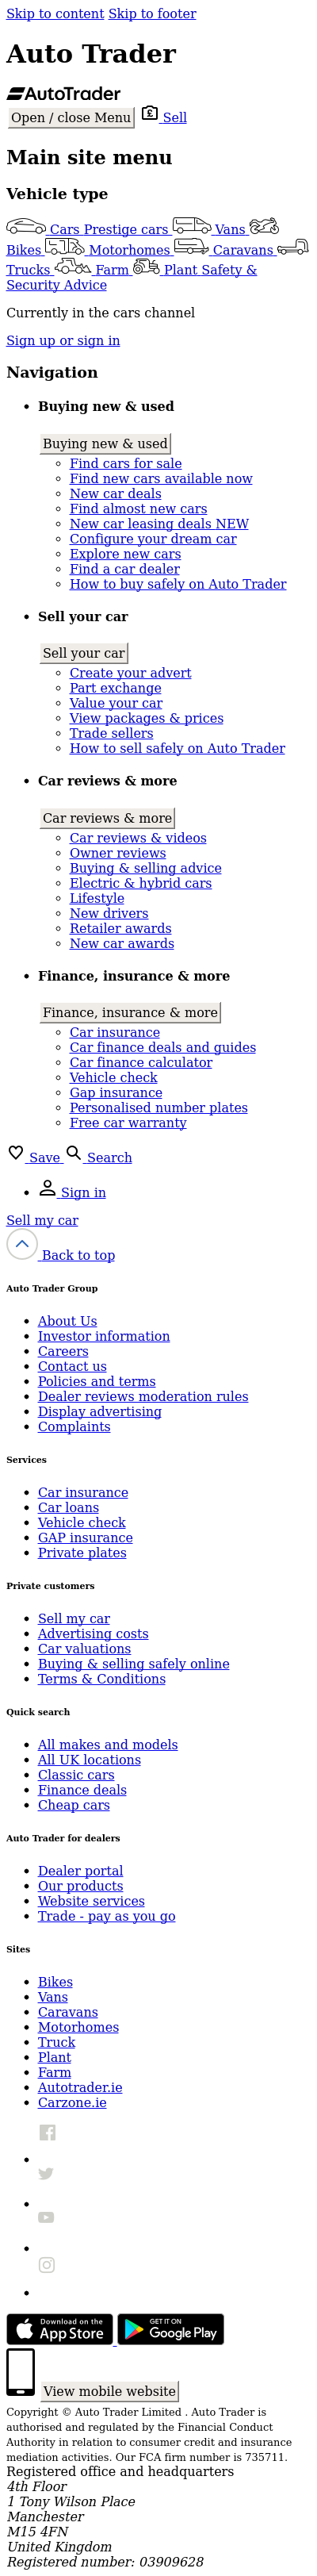 Skip to content Skip to footer
Auto Trader
AutoTrader
Open / close Menu Sell
Main site menu
Vehicle type
Cars Prestige cars Vans
Bikes Motorhomes Caravans
Trucks Farm Plant Safety &
Security Advice
Currently in the cars channel
Sign up or sign in
Navigation
Buying new & used
Buying new & used
Find cars for sale
Find new cars available now
New car deals
Find almost new cars
New car leasing deals NEW
Configure your dream car
Explore new cars
Find a car dealer
How to buy safely on Auto Trader
Sell your car
Sell your car
Create your advert
Part exchange
Value your car
View packages & prices
Trade sellers
How to sell safely on Auto Trader
Car reviews & more
Car reviews & more
Car reviews & videos
Owner reviews
Buying & selling advice
Electric & hybrid cars
Lifestyle
New drivers
Retailer awards
New car awards
Finance, insurance & more
Finance, insurance & more
Car insurance
Car finance deals and guides
Car finance calculator
Vehicle check
Gap insurance
Personalised number plates
Free car warranty
Save Search
Sign in
Sell my car
Back to top
Auto Trader Group
About Us
Investor information
Careers
Contact us
Policies and terms
Dealer reviews moderation rules
Display advertising
Complaints
Services
Car insurance
Car loans
Vehicle check
GAP insurance
Private plates
Private customers
Sell my car
Advertising costs
Car valuations
Buying & selling safely online
Terms & Conditions
Quick search
All makes and models
All UK locations
Classic cars
Finance deals
Cheap cars
Auto Trader for dealers
Dealer portal
Our products
Website services
Trade - pay as you go
Sites
Bikes
Vans
Caravans
Motorhomes
Truck
Plant
Farm
Autotrader.ie
Carzone.ie
Download on the App Store GET IT ON Google Play
View mobile website
Copyright © Auto Trader Limited . Auto Trader is
authorised and regulated by the Financial Conduct
Authority in relation to consumer credit and insurance
mediation activities. Our FCA firm number is 735711.
Registered office and headquarters
4th Floor
1 Tony Wilson Place
Manchester
M15 4FN
United Kingdom
Registered number: 03909628